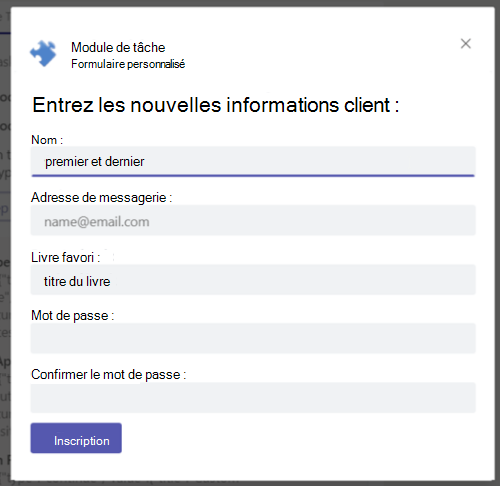 Module de tâche
Formulaire personnalisé
Entrez les nouvelles informations client :
Nom :
premier et dernier
Adresse de messagerie :
name@email.com
Livre favori :
titre du livre
Mot de passe :
Confirmer le mot de passe :
Inscription